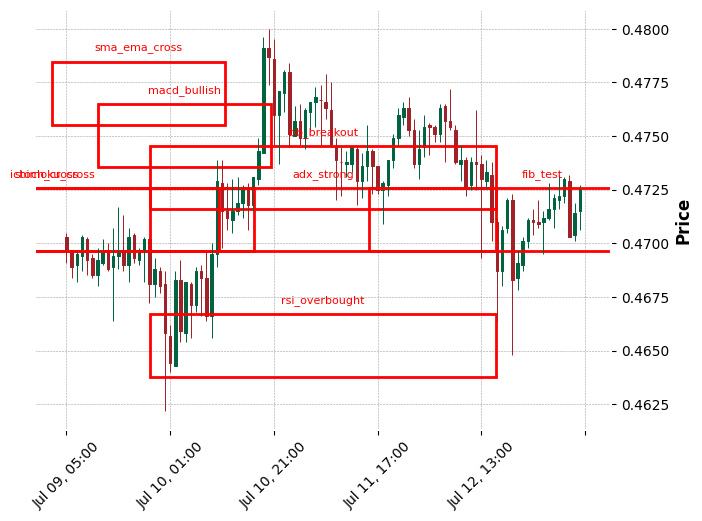 sma_ema_cross
macd_bullish
_breakout
adx_strong
fib_test
rsi_overbought
0.4800
0.4775
0.4750
0.4725
0.4700
0.4675
0.4650
0.4625
Price
Jul 09, 05:00
Jul 10, 01:00
Jul 10, 21:00
Jul 11, 17:00
Jul 12, 13:00